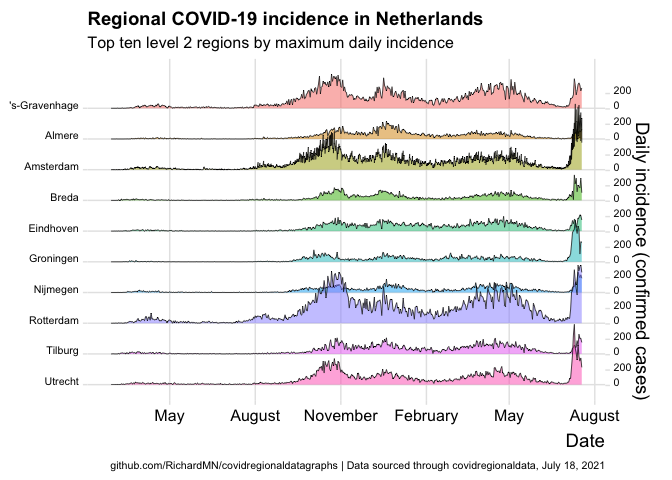 Regional COVID-19 incidence in Netherlands
Top ten level 2 regions by maximum daily incidence
's-Gravenhage
Almere
Amsterdam
Breda
Eindhoven
Groningen
Nijmegen
Rotterdam
Tilburg
Utrecht
200
0
200
0
200
0
200
0
200
0
200
0
200
0
200
0
200
0
200
0
Daily incidence (confirmed cases)
May August November February May August
Date
github.com/RichardMN/covidregionaldatagraphs | Data sourced through covidregionaldata, July 18, 2021